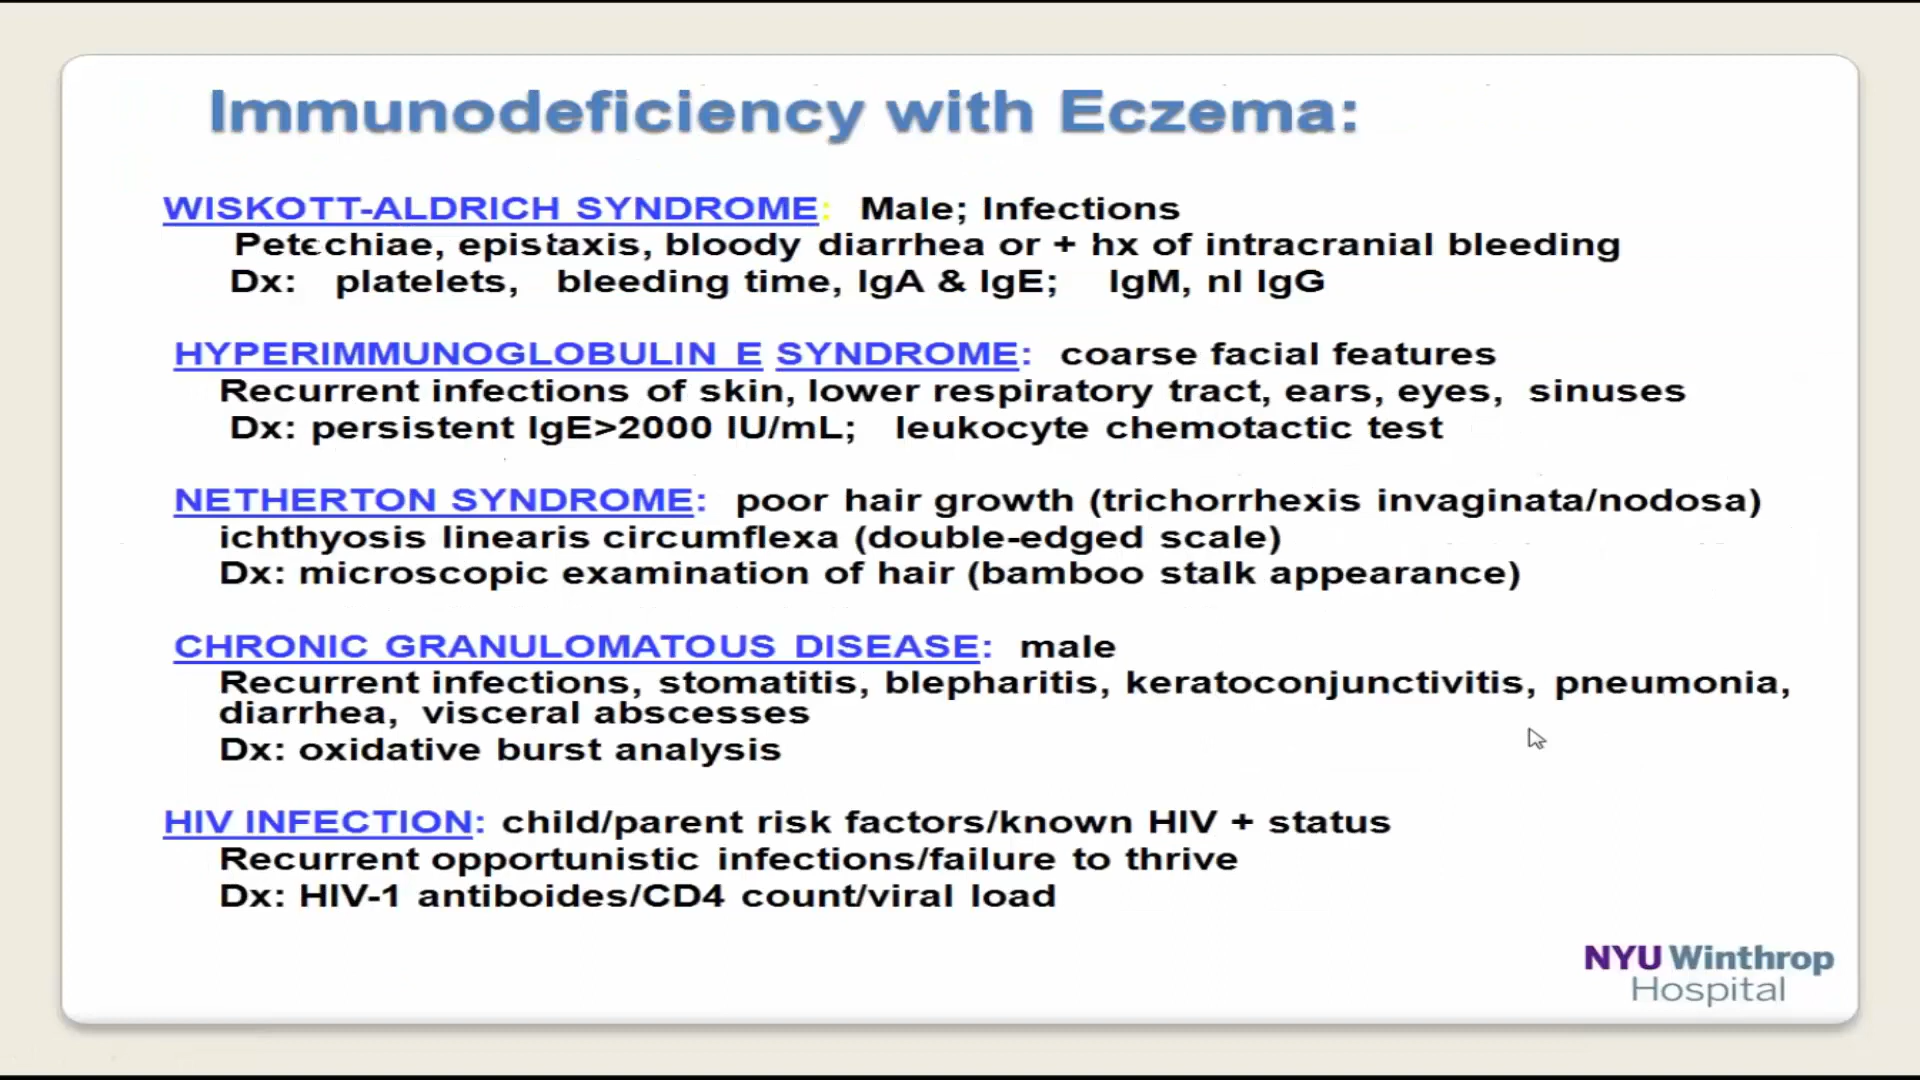 Immunodeficiency with Eczema:
WISKOTT-ALDRICH SYNDROME: Male; Infections
Petechiae, epistaxis, bloody diarrhea or + hx of intracranial bleeding
Dx: platelets, bleeding time, IgA & IgE; IgM, nl IgG
HYPERIMMUNOGLOBULIN E SYNDROME: coarse facial features
Recurrent infections of skin, lower respiratory tract, ears, eyes, sinuses
Dx: persistent IgE>2000 IU/mL; leukocyte chemotactic test
NETHERTON SYNDROME: poor hair growth (trichorrhexis invaginata/nodosa)
ichthyosis linearis circumflexa (double-edged scale)
Dx: microscopic examination of hair (bamboo stalk appearance)
CHRONIC GRANULOMATOUS DISEASE: male
Recurrent infections, stomatitis, blepharitis, keratoconjunctivitis, pneumonia,
diarrhea, visceral abscesses
Dx: oxidative burst analysis
HIV INFECTION: child/parent risk factors/known HIV + status
Recurrent opportunistic infections/failure to thrive
Dx: HIV-1 antiboides/CD4 count/viral load
NYU Winthrop
Hospital